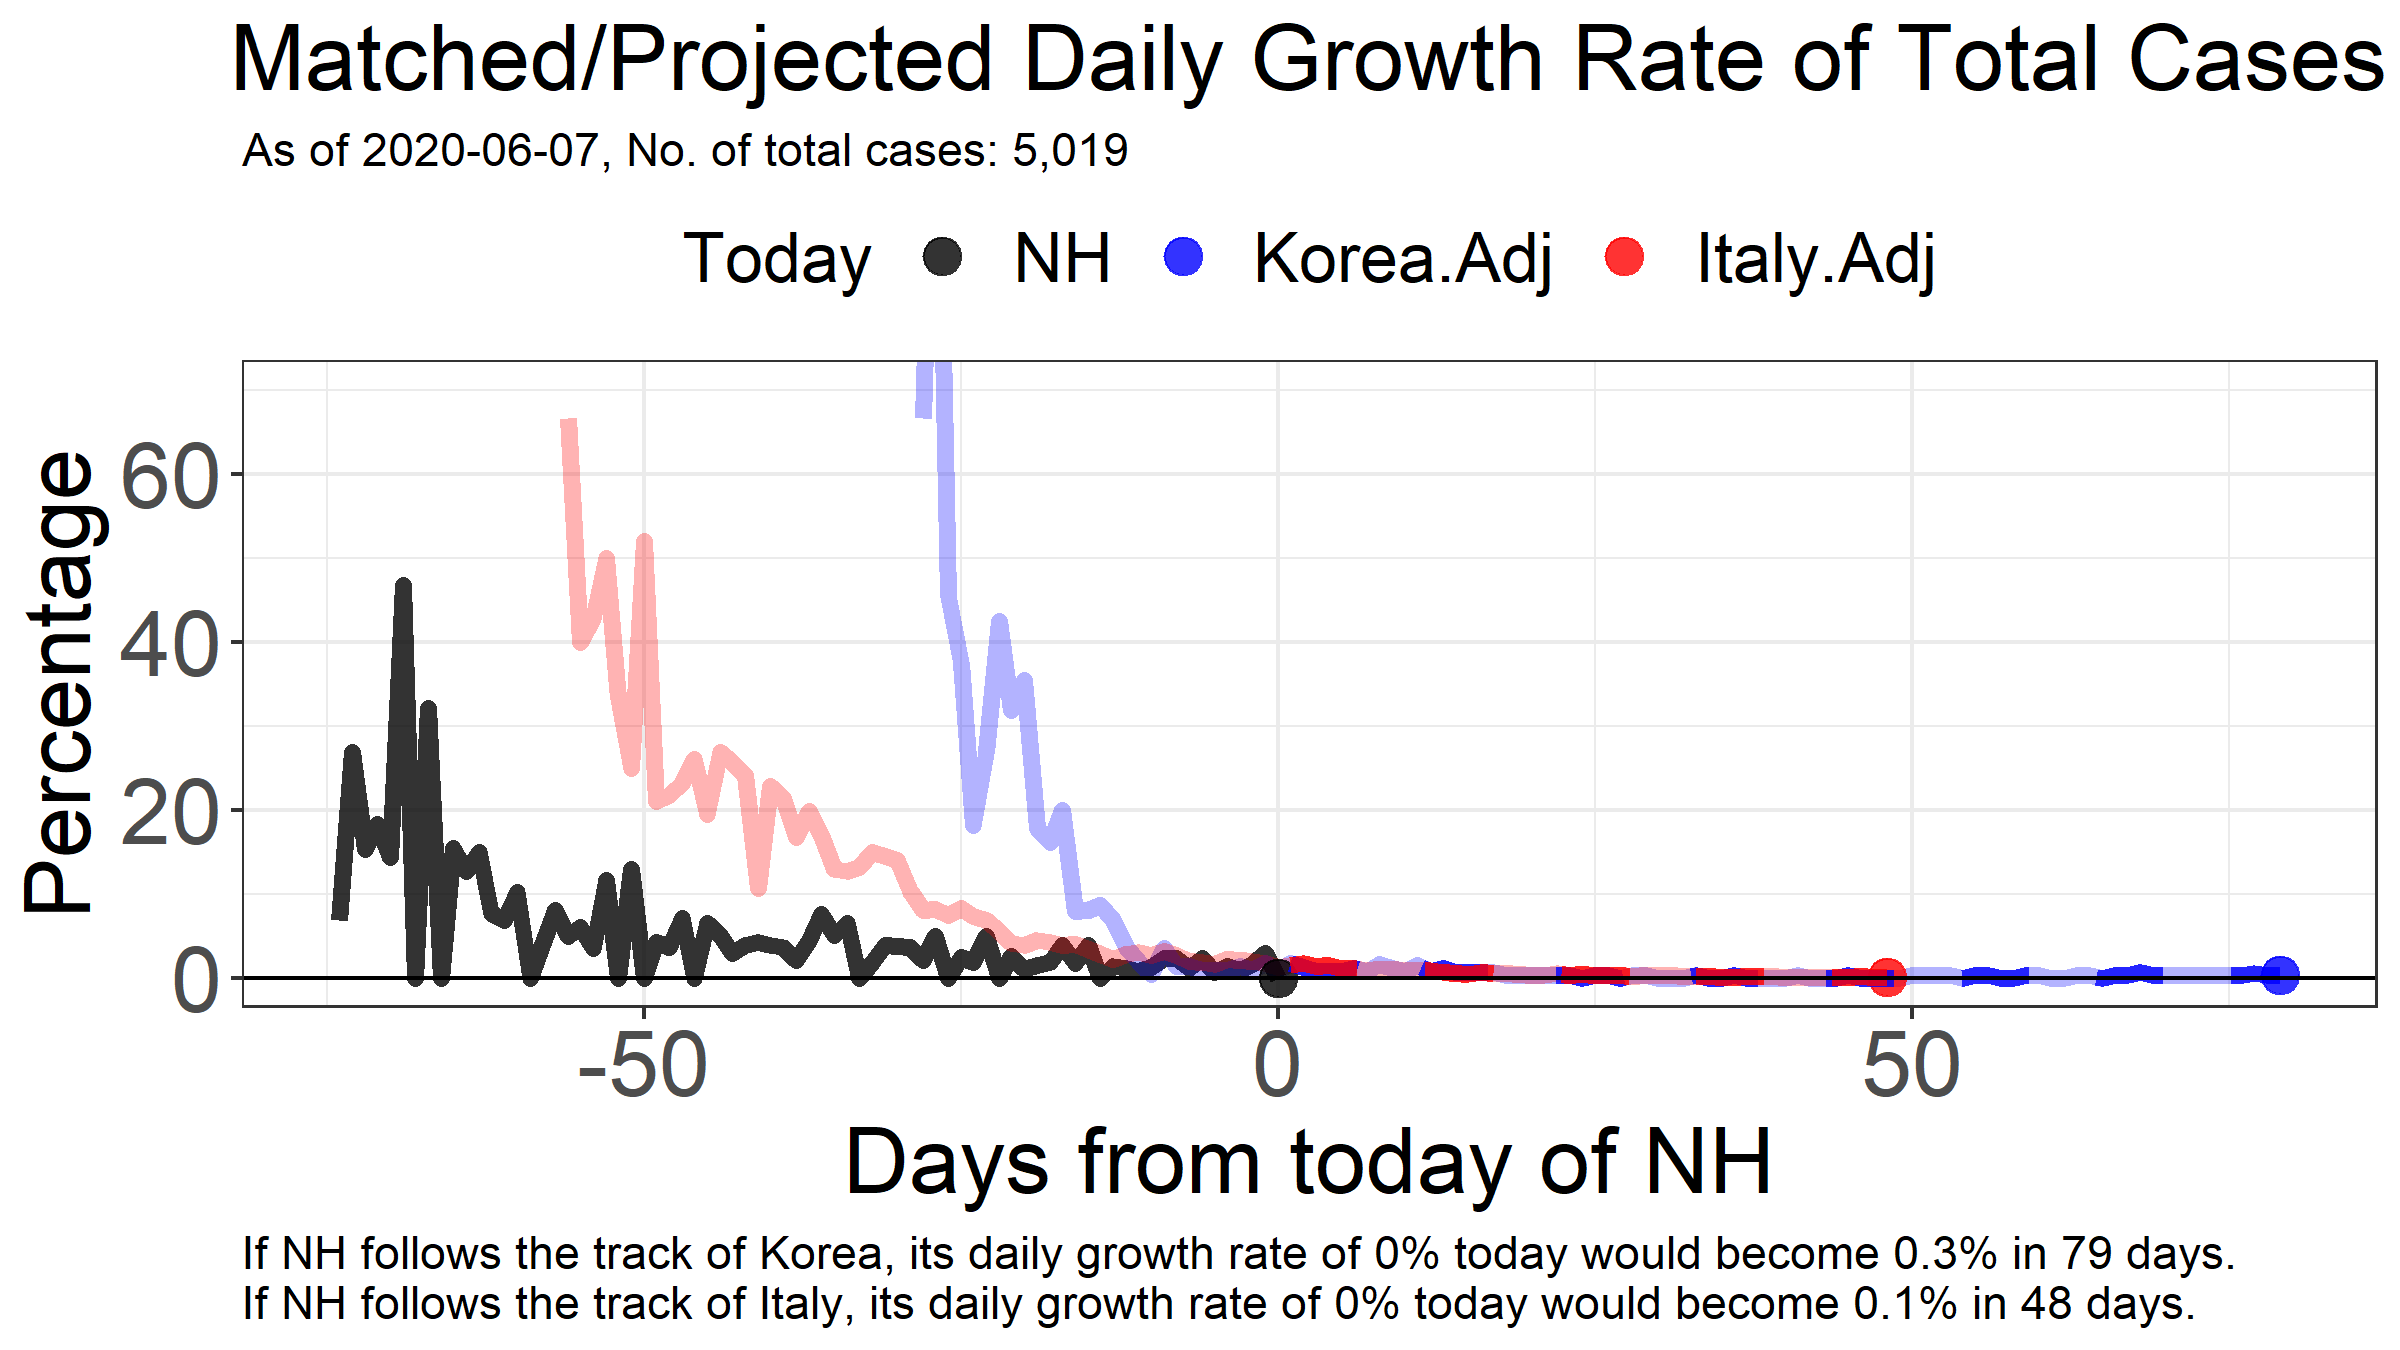 Matched/Projected Daily Growth Rate of Total Cases
As of 2020-06-07, No. of total cases: 5,019
Today NH Korea.Adj Italy.Adj
Percentage
60
40
20
0
-50 0 50
Days from today of NH
If NH follows the track of Korea, its daily growth rate of 0% today would become 0.3% in 79 days.
If NH follows the track of Italy, its daily growth rate of 0% today would become 0.1% in 48 days.